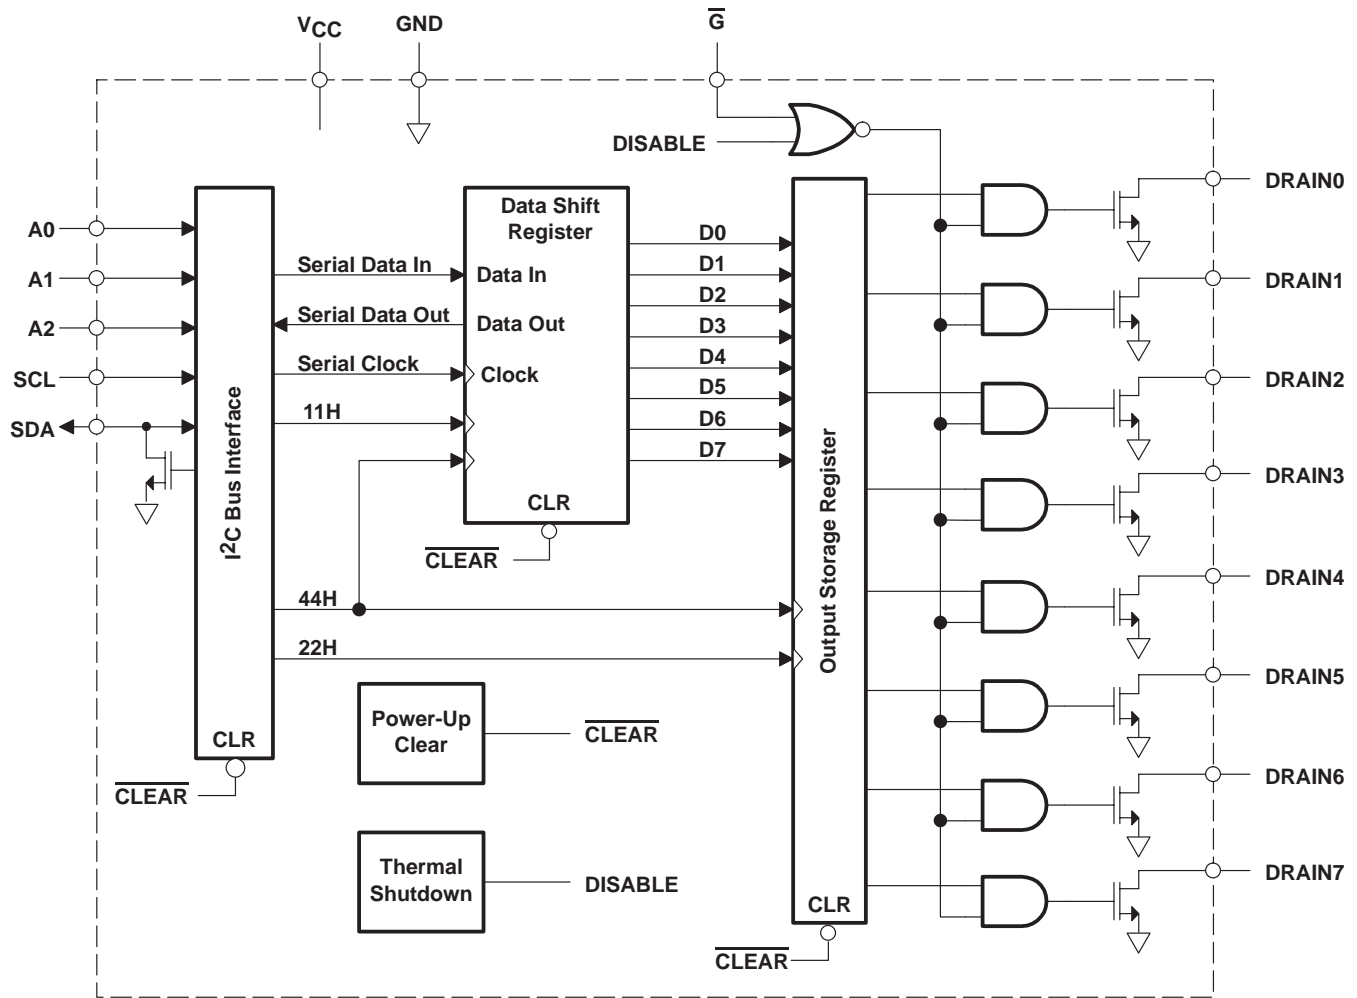 VCC
GND
G̅
DISABLE
DRAIN0
Data Shift
Register
A0
D0
Serial Data In
Data In
D1
A1
DRAIN1
D2
Serial Data Out
Data Out
A2
D3
D4
Serial Clock
Clock
SCL
DRAIN2
D5
11H
D6
SDA
D7
I2C Bus Interface
DRAIN3
CLR
CLEAR
Output Storage Register
44H
DRAIN4
22H
DRAIN5
Power-Up
Clear
CLEAR
CLR
CLEAR
DRAIN6
Thermal
Shutdown
DISABLE
DRAIN7
CLR
CLEAR